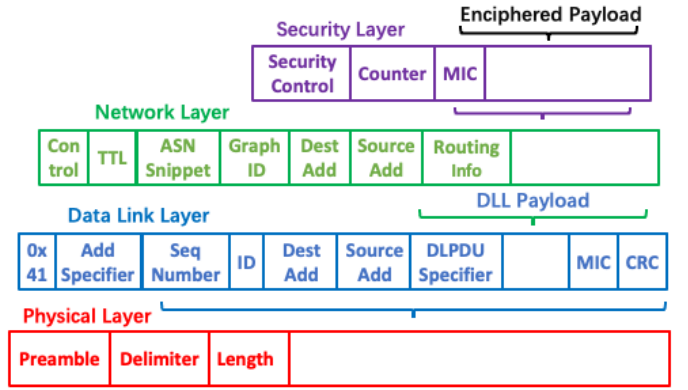 Enciphered Payload
Security Layer
Security Control Counter MIC
Network Layer
Con trol TTL ASN Snippet Graph ID Dest Add Source Add Routing Info
DLL Payload
Data Link Layer
0x 41 Add Specifier Seq Number ID Dest Add Source Add DLPDU Specifier MIC CRC
Physical Layer
Preamble Delimiter Length